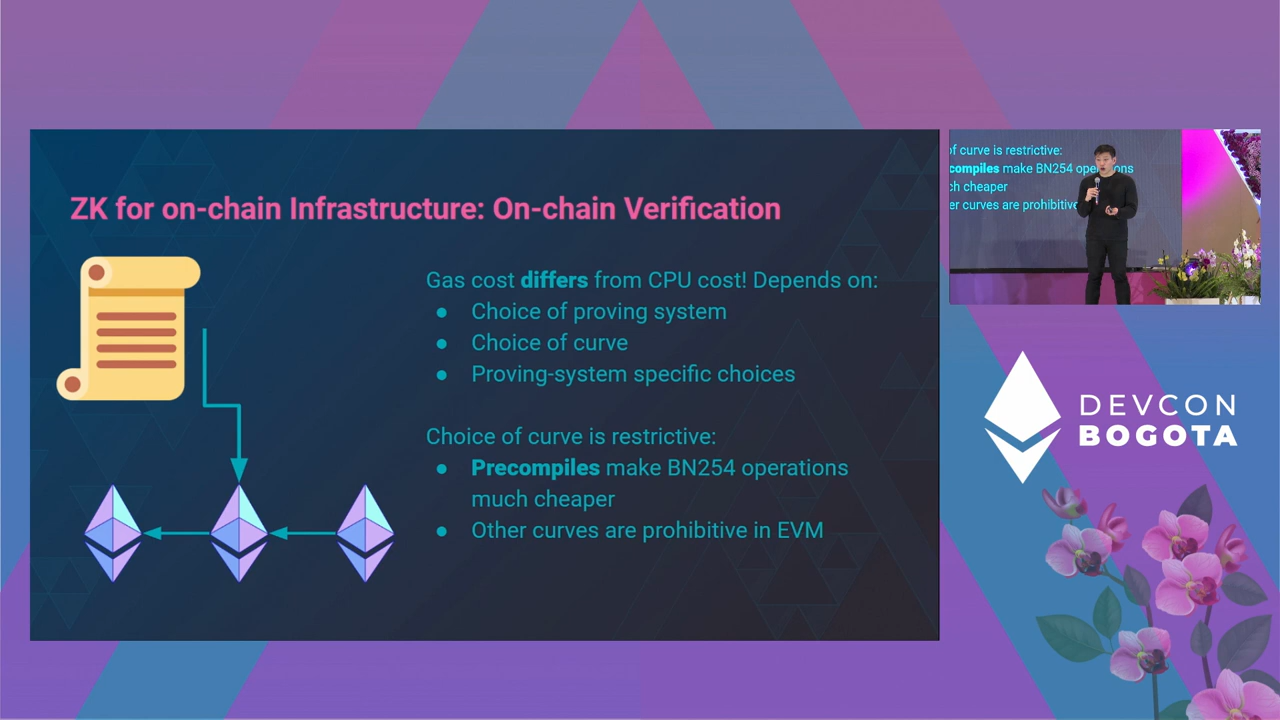 ZK for on-chain Infrastructure: On-chain Verification
Gas cost differs from CPU cost! Depends on:
● Choice of proving system
● Choice of curve
● Proving-system specific choices
Choice of curve is restrictive:
● Precompiles make BN254 operations
much cheaper
● Other curves are prohibitive in EVM
of curve is restrictive:
compiles make BN254 operations
ch cheaper
er curves are prohibitive
DEVCON
BOGOTA